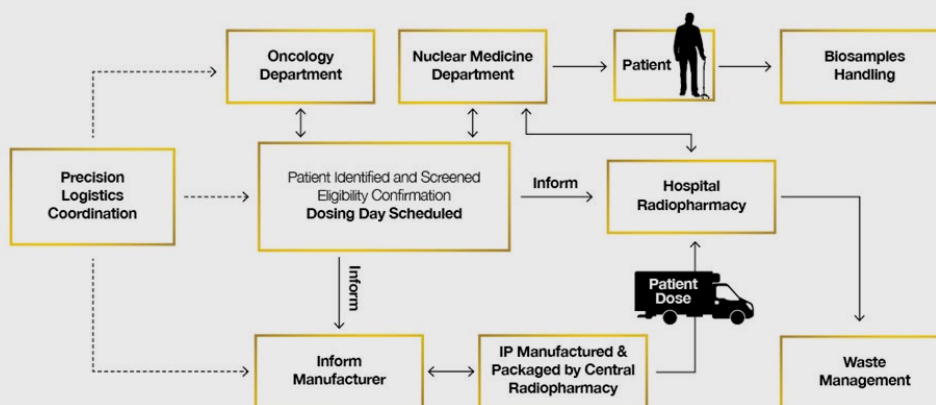 Oncology
Department
Nuclear Medicine
Department
Patient
Biosamples
Handling
Precision
Logistics
Coordination
Patient Identified and Screened
Eligibility Confirmation
Dosing Day Scheduled
Inform
Hospital
Radiopharmacy
Inform
Patient
Dose
Inform
Manufacturer
IP Manufactured &
Packaged by Central
Radiopharmacy
Waste
Management